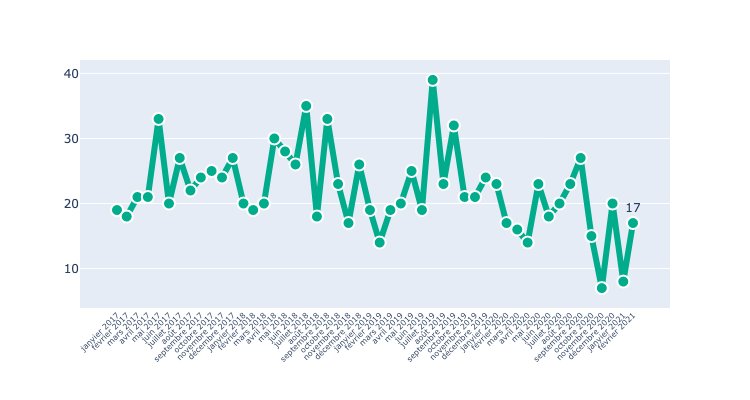 40
30
20
10
17
janvier 2017
février 2017
mars 2017
avril 2017
mai 2017
juin 2017
juillet 2017
août 2017
septembre 2017
octobre 2017
novembre 2017
décembre 2017
janvier 2018
février 2018
mars 2018
avril 2018
mai 2018
juin 2018
juillet 2018
août 2018
septembre 2018
octobre 2018
novembre 2018
décembre 2018
janvier 2019
février 2019
mars 2019
avril 2019
mai 2019
juin 2019
juillet 2019
août 2019
septembre 2019
octobre 2019
novembre 2019
décembre 2019
janvier 2020
février 2020
mars 2020
avril 2020
mai 2020
juin 2020
juillet 2020
août 2020
septembre 2020
octobre 2020
novembre 2020
décembre 2020
janvier 2021
février 2021